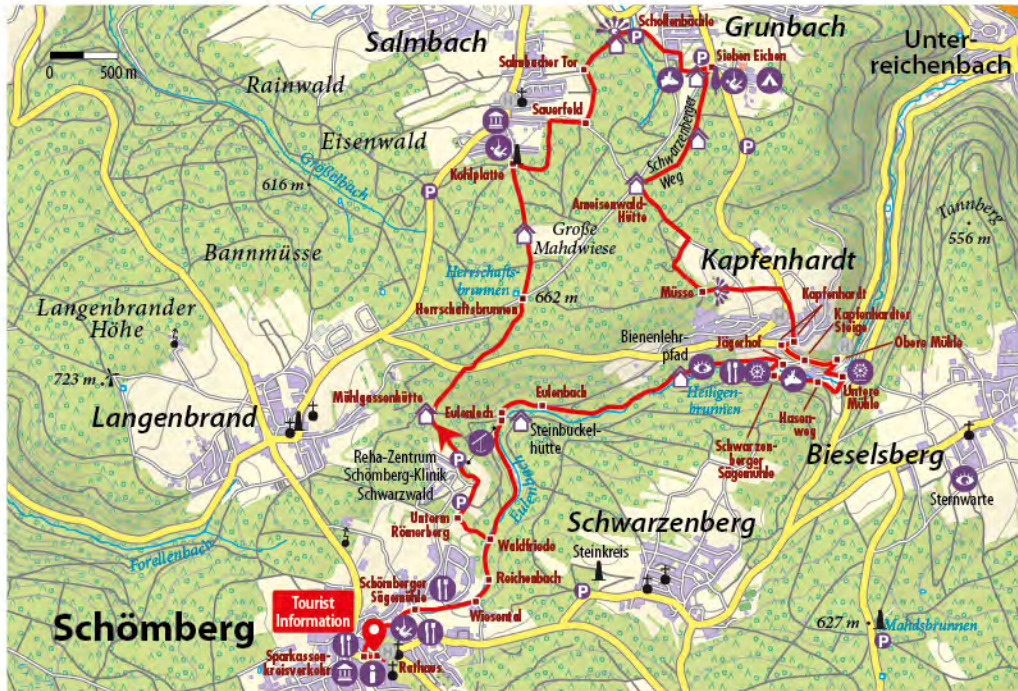 Salmbach
Schollenbächle
Grunbach
Unter-
reichenbach
0 500 m
Salmbacher Tor
Sieben Eichen
Rainwald
Sauerfeld
Eisenwald
Größelbach
Kohlplatte
Schwarzenberger
Weg
616 m
Ameisenwald-
Hütte
Tannberg
556 m
Große
Mahdwiese
Bannmüsse
Kapfenhardt
Herrschafts-
brunnen
662 m
Herrschaftsbrunnen
Müsse
Langenbrander
Höhe
Kapfenhardt
Kapfenhardter
Steige
Bienenlehr-
pfad
Jägerhof
Obere Mühle
723 m
Mühlgassenhütte
Eulenbach
Heiligen-
brunnen
Untere
Mühle
Langenbrand
Eulenloch
Steinbuckel-
hütte
Hasen-
weg
Schwarzen-
berger
Sägemühle
Bieselsberg
Reha-Zentrum
Schömberg-Klinik
Schwarzwald
Eulenbach
Sternwarte
Unterm
Römerberg
Schwarzenberg
Waldfriede
Forellenbach
Steinkreis
Schömberger
Sägemühle
Reichenbach
Tourist
Information
Wiesental
Schömberg
627 m
Mahdsbrunnen
Sparkassen-
kreisverkehr
Rathaus
P
P
P
P
P
P
P
P
H
H
H
H
H
i